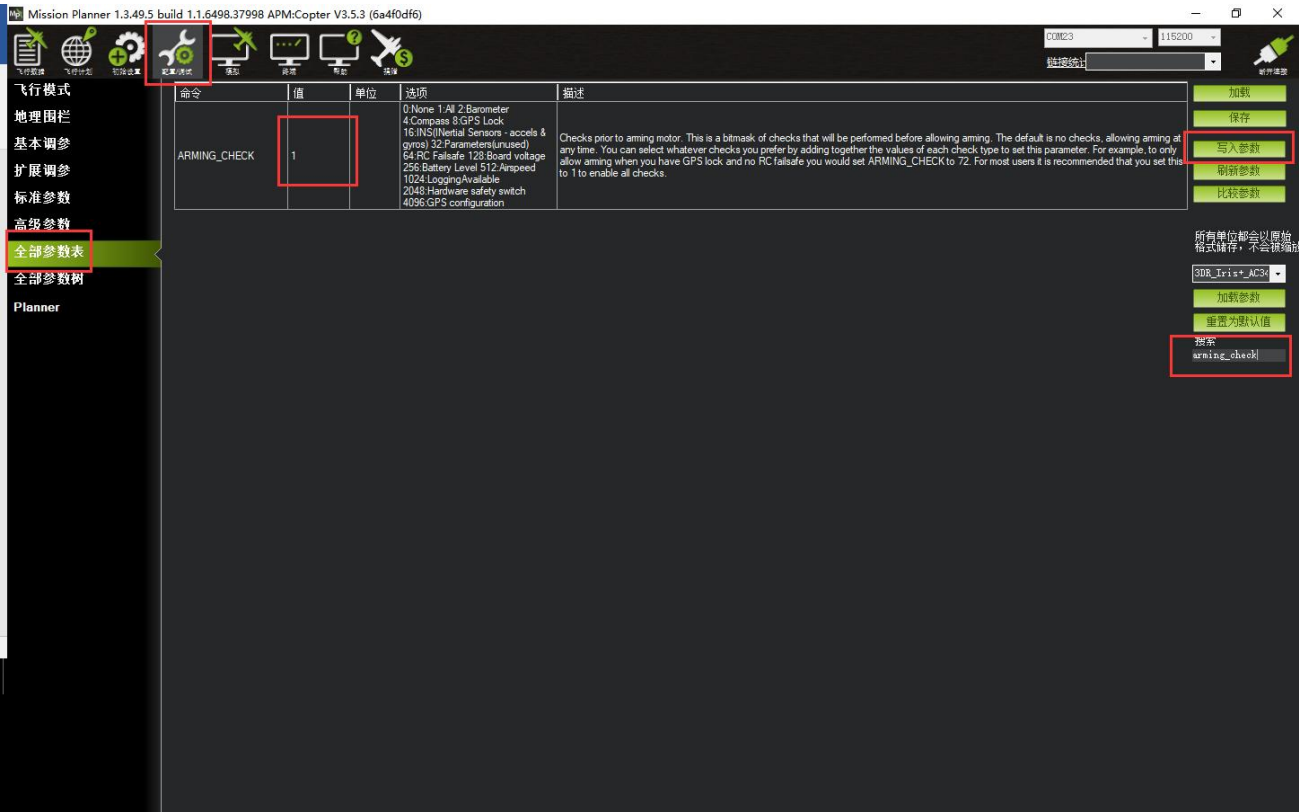 Mission Planner 1.3.49.5 build 1.1.6498.37998 APM:Copter V3.5.3 (6a4f0df6)
飞行数据
飞行计划
初始设置
配置/调试
模拟
终端
帮助
捐赠
COM23
115200
链接统计
断开连接
飞行模式
地理围栏
基本调参
扩展调参
标准参数
高级参数
全部参数表
全部参数树
Planner
命令 值 单位 选项 描述
ARMING_CHECK
1
0:None 1:All 2:Barometer
4:Compass 8:GPS Lock
16:INS(INertial Sensors - accels &
gyros) 32:Parameters(unused)
64:RC Failsafe 128:Board voltage
256:Battery Level 512:Airspeed
1024:LoggingAvailable
2048:Hardware safety switch
4096:GPS configuration
Checks prior to arming motor. This is a bitmask of checks that will be performed before allowing arming. The default is no checks, allowing arming at
any time. You can select whatever checks you prefer by adding together the values of each check type to set this parameter. For example, to only
allow arming when you have GPS lock and no RC failsafe you would set ARMING_CHECK to 72. For most users it is recommended that you set this
to 1 to enable all checks.
加载
保存
写入参数
刷新参数
比较参数
所有单位都会以原始
格式储存，不会被缩放
3DR_Iris+_AC34
加载参数
重置为默认值
搜索
arming_check